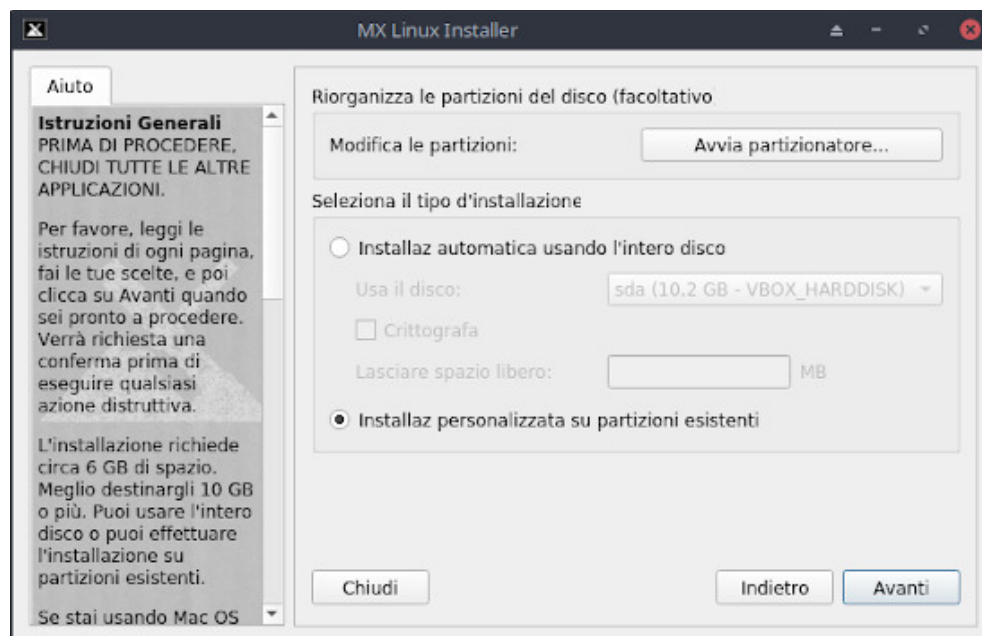 MX Linux Installer
Aiuto
Istruzioni Generali
PRIMA DI PROCEDERE,
CHIUDI TUTTE LE ALTRE
APPLICAZIONI.
Per favore, leggi le
istruzioni di ogni pagina,
fai le tue scelte, e poi
clicca su Avanti quando
sei pronto a procedere.
Verrà richiesta una
conferma prima di
eseguire qualsiasi
azione distruttiva.
L'installazione richiede
circa 6 GB di spazio.
Meglio destinargli 10 GB
o più. Puoi usare l'intero
disco o puoi effettuare
l'installazione su
partizioni esistenti.
Se stai usando Mac OS
Riorganizza le partizioni del disco (facoltativo
Modifica le partizioni:
Avvia partizionatore...
Seleziona il tipo d'installazione
Installaz automatica usando l'intero disco
Usa il disco:
sda (10.2 GB - VBOX_HARDDISK)
Crittografa
Lasciare spazio libero:
MB
Installaz personalizzata su partizioni esistenti
Chiudi
Indietro
Avanti